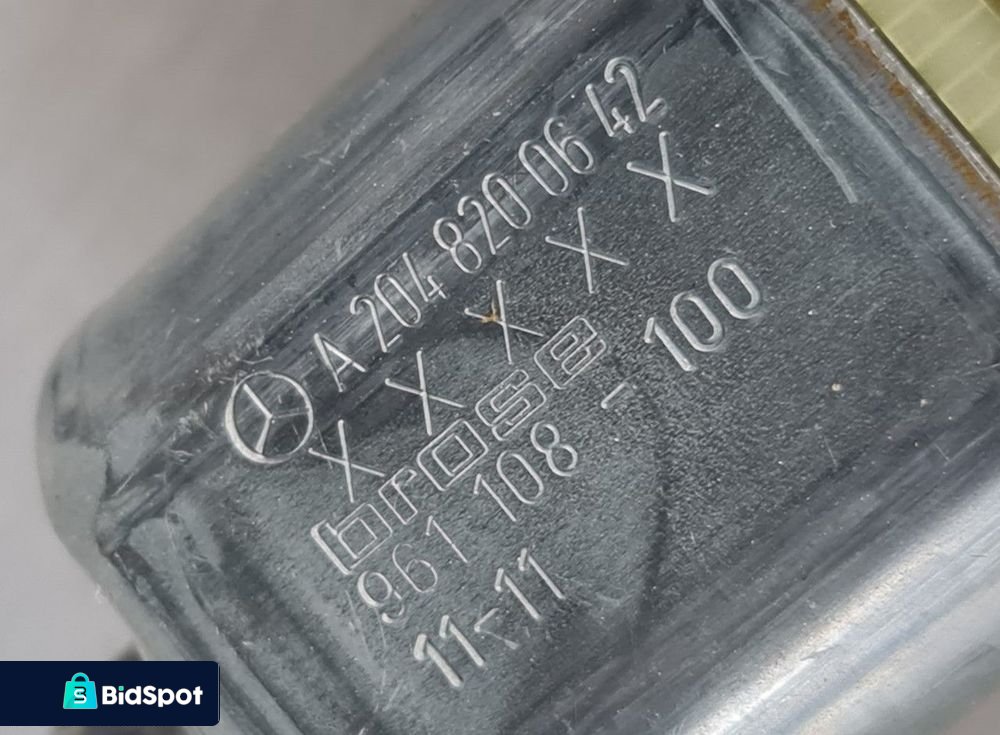 A 204 820 06 42
X X X X X
brose
961 108 - 100
11<11
BidSpot